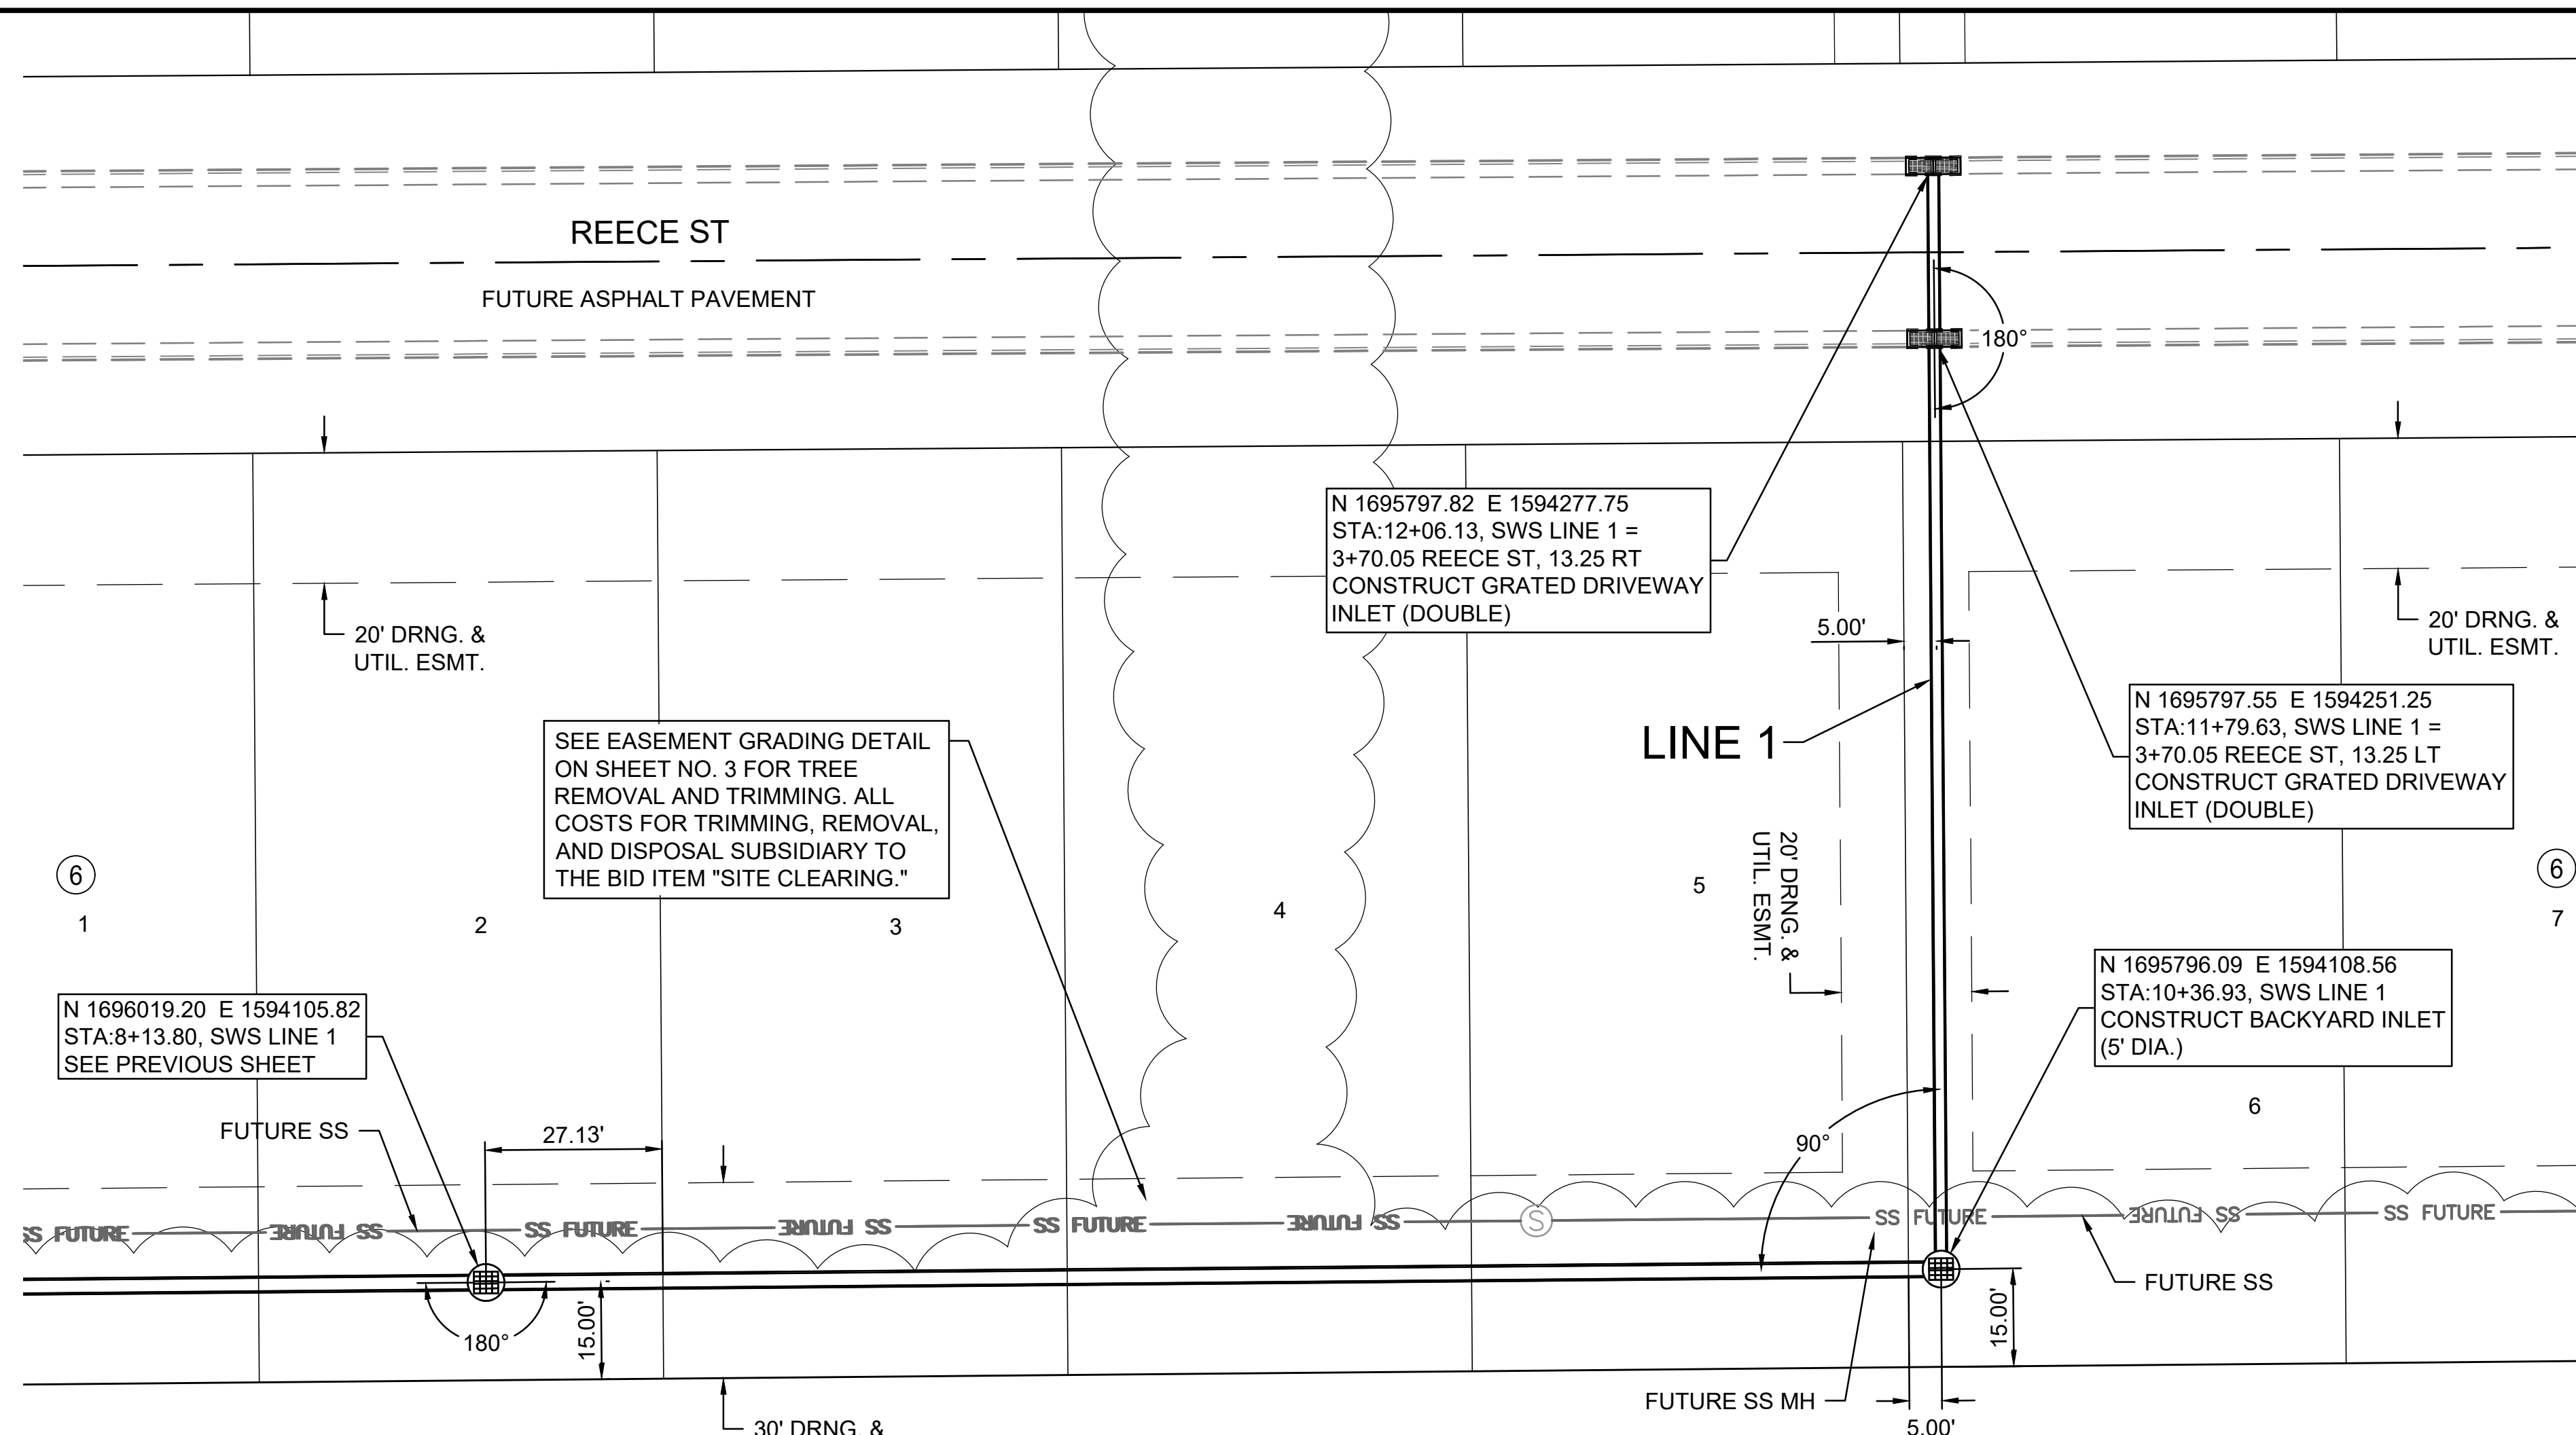 REECE ST
FUTURE ASPHALT PAVEMENT
180°
N 1695797.82 E 1594277.75
STA:12+06.13, SWS LINE 1 =
3+70.05 REECE ST, 13.25 RT
CONSTRUCT GRATED DRIVEWAY
INLET (DOUBLE)
20' DRNG. &
UTIL. ESMT.
5.00'
20' DRNG. &
UTIL. ESMT.
N 1695797.55 E 1594251.25
STA:11+79.63, SWS LINE 1 =
3+70.05 REECE ST, 13.25 LT
CONSTRUCT GRATED DRIVEWAY
INLET (DOUBLE)
LINE 1
SEE EASEMENT GRADING DETAIL
ON SHEET NO. 3 FOR TREE
REMOVAL AND TRIMMING. ALL
COSTS FOR TRIMMING, REMOVAL,
AND DISPOSAL SUBSIDIARY TO
THE BID ITEM "SITE CLEARING."
20' DRNG. &
UTIL. ESMT.
6
1
2
3
4
5
6
7
N 1696019.20 E 1594105.82
STA:8+13.80, SWS LINE 1
SEE PREVIOUS SHEET
N 1695796.09 E 1594108.56
STA:10+36.93, SWS LINE 1
CONSTRUCT BACKYARD INLET
(5' DIA.)
6
FUTURE SS
27.13'
90°
SS FUTURE
SS FUTURE
SS FUTURE
SS FUTURE
SS FUTURE
SS FUTURE
S
SS FUTURE
SS FUTURE
SS FUTURE
FUTURE SS
180°
15.00'
15.00'
FUTURE SS MH
5.00'
30' DRNG. &